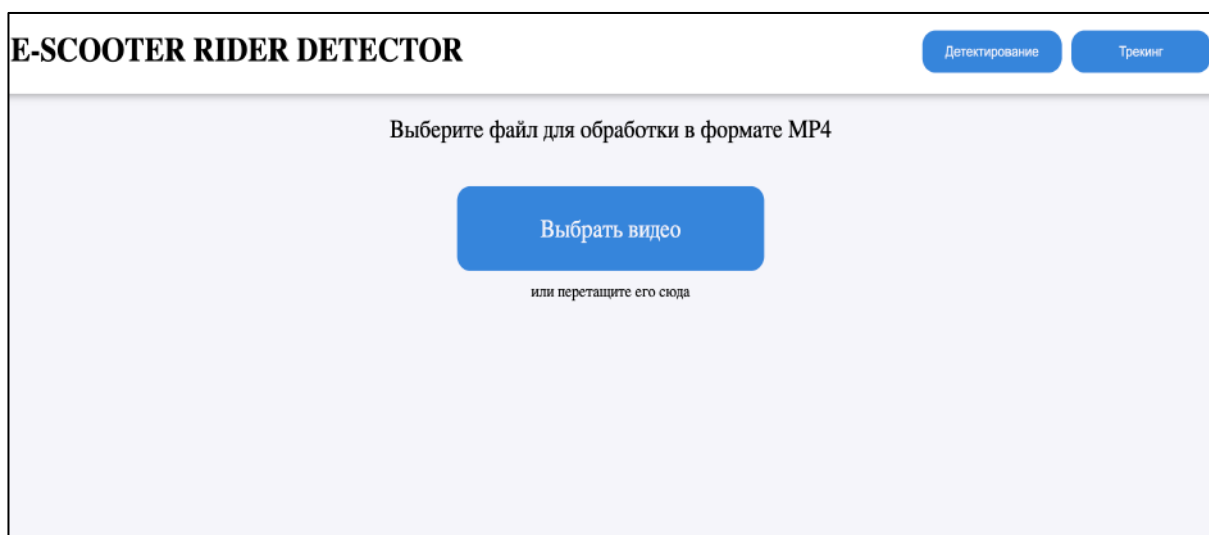 E-SCOOTER RIDER DETECTOR
Детектирование
Трекинг
Выберите файл для обработки в формате MP4
Выбрать видео
или перетащите его сюда